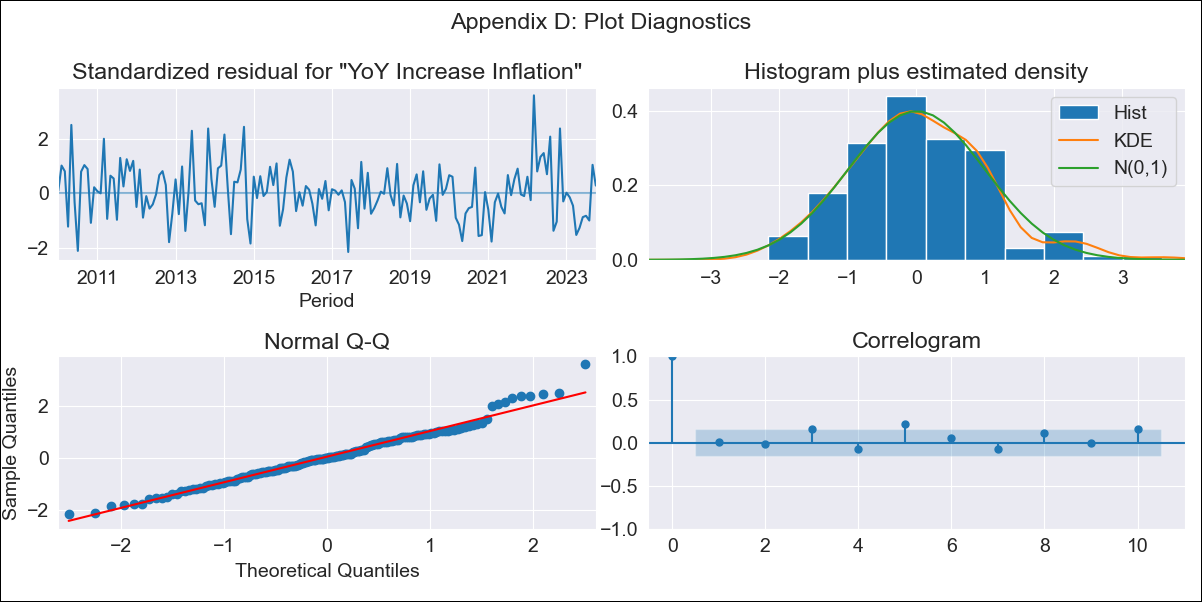 Appendix D: Plot Diagnostics
Standardized residual for "YoY Increase Inflation"
2
0
−2
2011 2013 2015 2017 2019 2021 2023
Period
Histogram plus estimated density
0.4
0.2
0.0
−3 −2 −1 0 1 2 3
Hist
KDE
N(0,1)
Normal Q-Q
Sample Quantiles
2
0
−2
−2 −1 0 1 2
Theoretical Quantiles
Correlogram
1.0
0.5
0.0
−0.5
−1.0
0 2 4 6 8 10